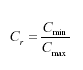 C_r = C_min / C_max